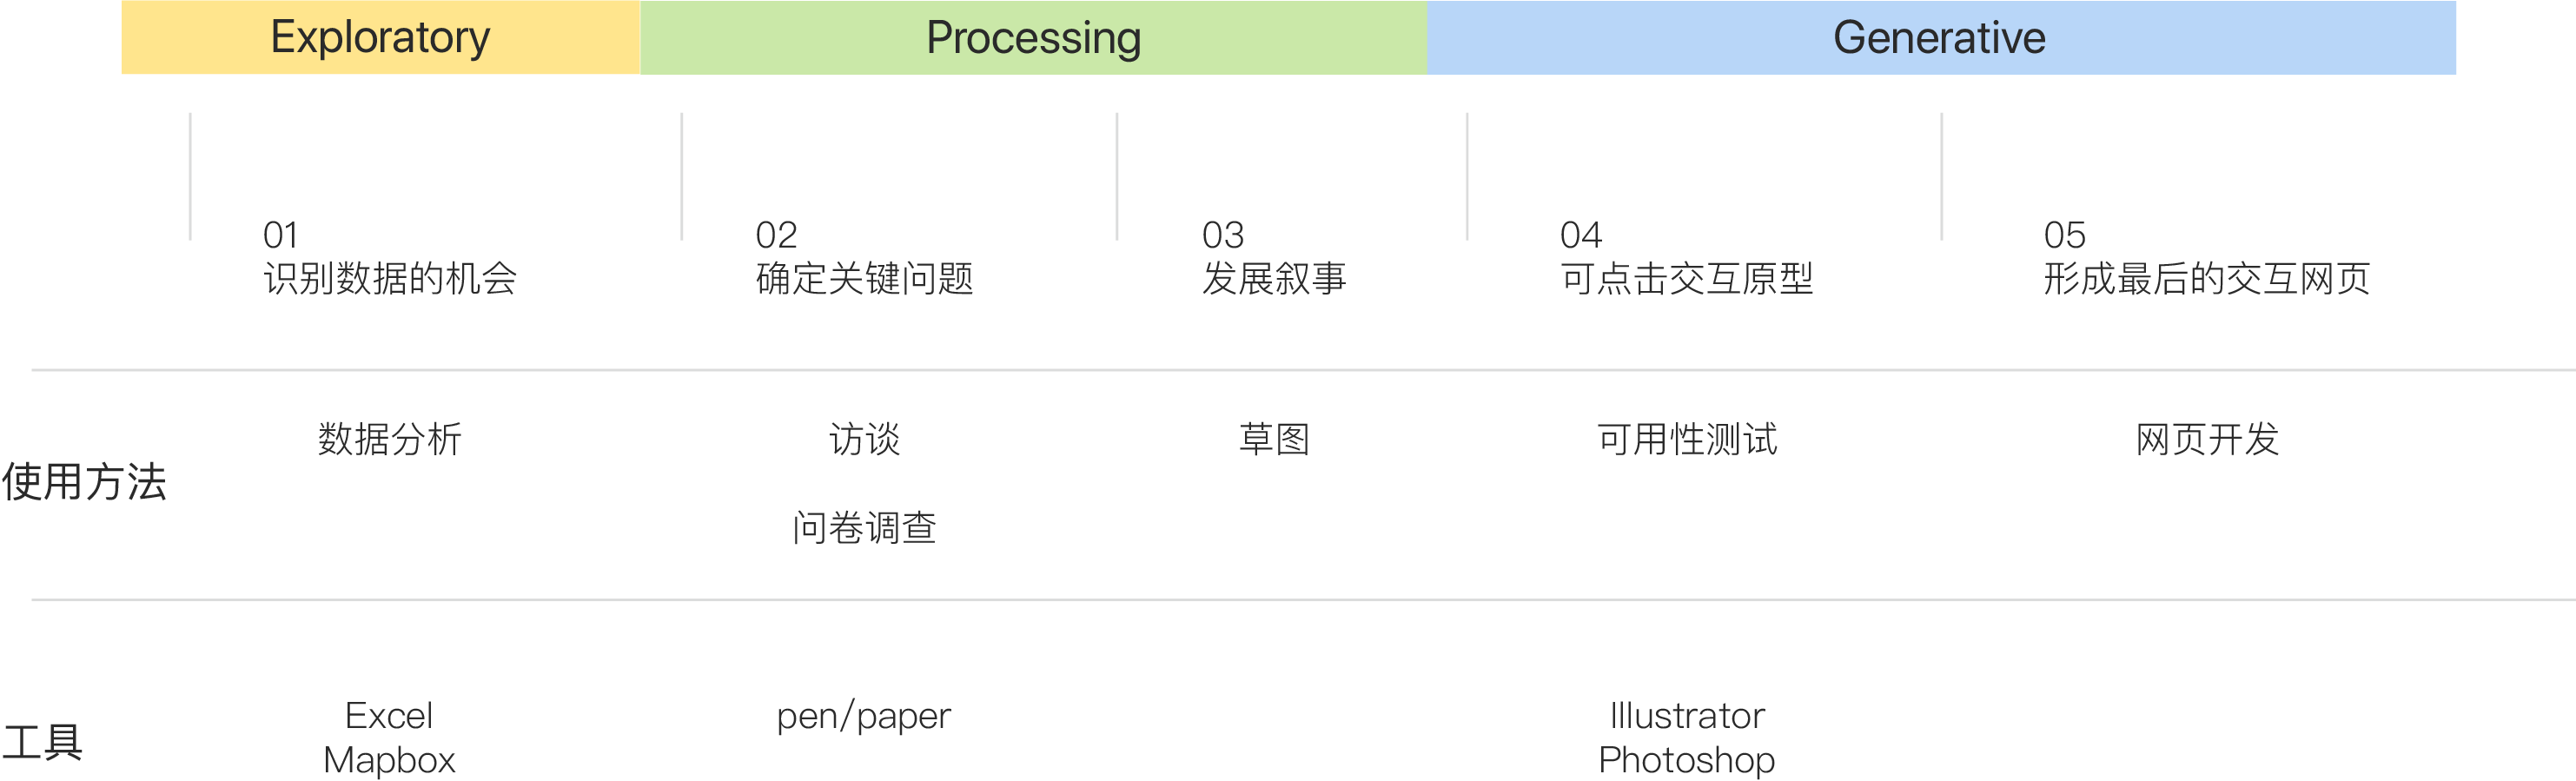 Exploratory
Processing
Generative
01
识别数据的机会
02
确定关键问题
03
发展叙事
04
可点击交互原型
05
形成最后的交互网页
使用方法
数据分析
访谈
问卷调查
草图
可用性测试
网页开发
工具
Excel
Mapbox
pen/paper
Illustrator
Photoshop